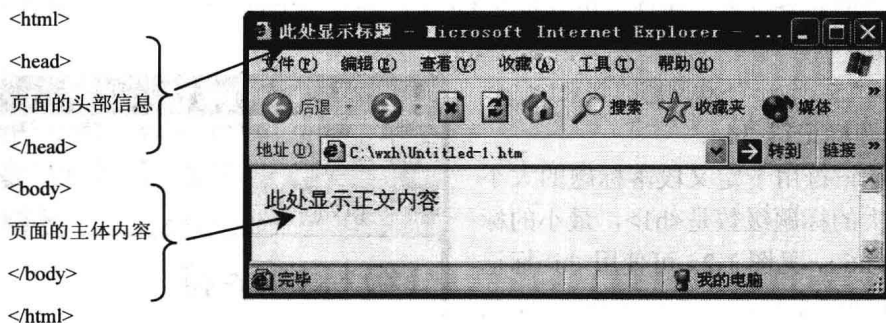 <html>
<head>
页面的头部信息
</head>
<body>
页面的主体内容
</body>
</html>
此处显示标题 - Microsoft Internet Explorer - ...
文件(F) 编辑(E) 查看(V) 收藏(A) 工具(T) 帮助(H)
后退 搜索 收藏夹 媒体 »
地址(D) C:\wxh\Untitled-1.htm 转到 链接 »
此处显示正文内容
完毕 我的电脑